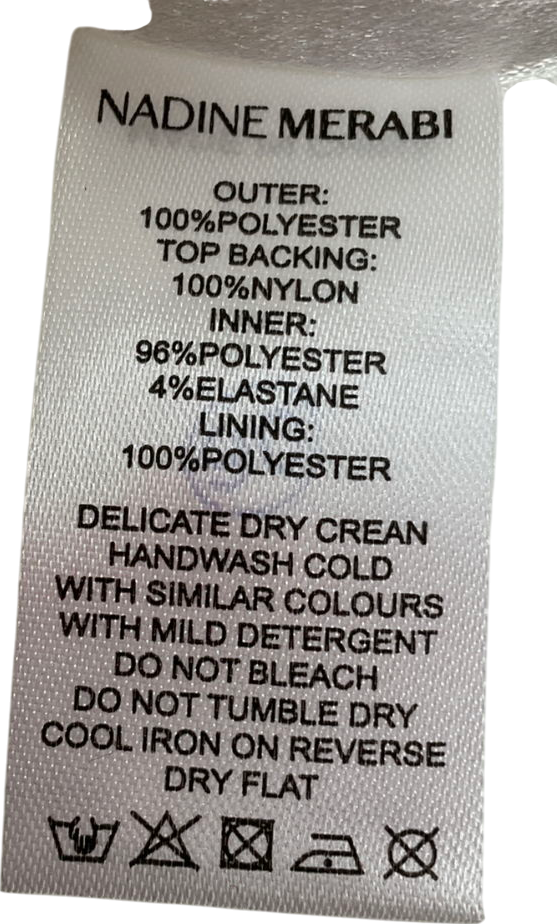 NADINE MERABI
OUTER:
100%POLYESTER
TOP BACKING:
100%NYLON
INNER:
96%POLYESTER
4%ELASTANE
LINING:
100%POLYESTER
DELICATE DRY CREAN
HANDWASH COLD
WITH SIMILAR COLOURS
WITH MILD DETERGENT
DO NOT BLEACH
DO NOT TUMBLE DRY
COOL IRON ON REVERSE
DRY FLAT